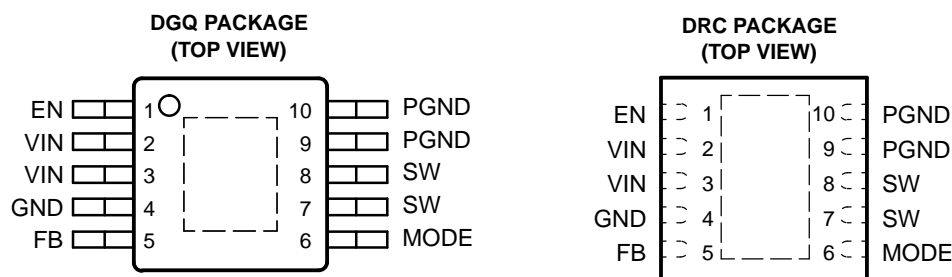 DGQ PACKAGE
(TOP VIEW)
EN 1 10 PGND
VIN 2 9 PGND
VIN 3 8 SW
GND 4 7 SW
FB 5 6 MODE
DRC PACKAGE
(TOP VIEW)
EN 1 10 PGND
VIN 2 9 PGND
VIN 3 8 SW
GND 4 7 SW
FB 5 6 MODE